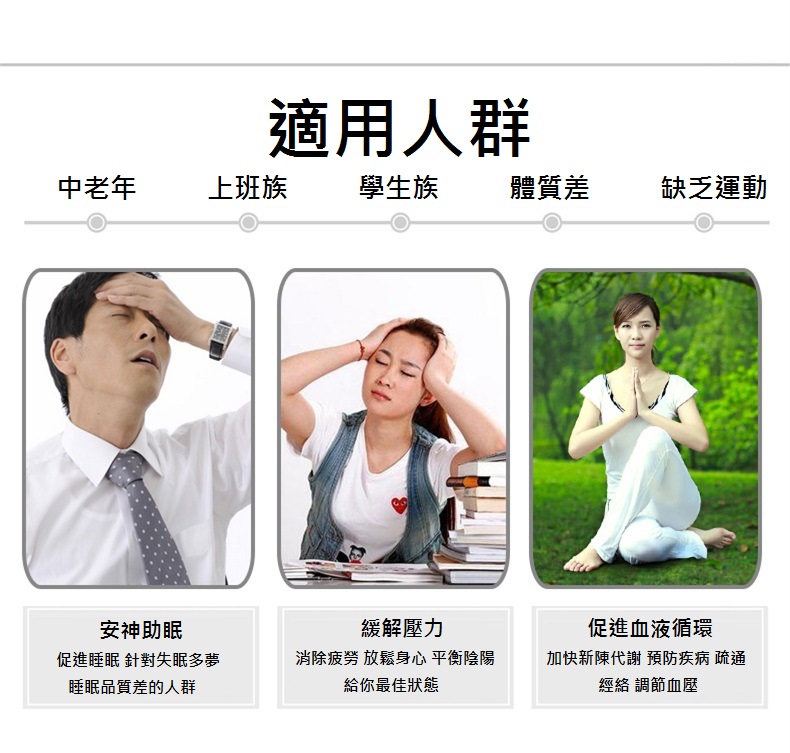 適用人群
中老年 上班族 學生族 體質差 缺乏運動
安神助眠
促進睡眠 針對失眠多夢
睡眠品質差的人群
緩解壓力
消除疲勞 放鬆身心 平衡陰陽
給你最佳狀態
促進血液循環
加快新陳代謝 預防疾病 疏通
經絡 調節血壓